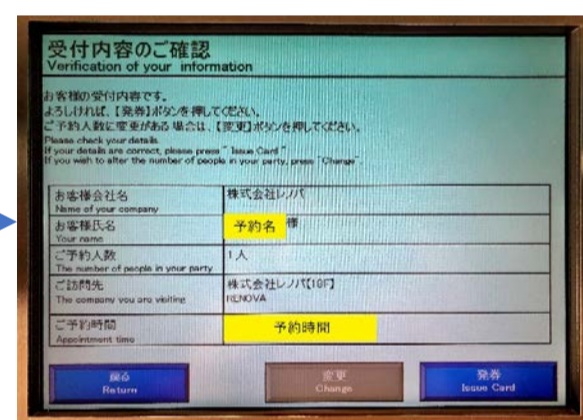 受付内容のご確認
Verification of your information
お客様の受付内容です。
よろしければ、【発券】ボタンを押してください。
ご予約人数に変更がある場合は、【変更】ボタンを押してください。
Please check your details.
If your details are correct, please press " Issue Card "
If you wish to alter the number of people in your party, press "Change".
お客様会社名 株式会社レノバ
Name of your company
お客様氏名 予約名 様
Your name
ご予約人数 1人
The number of people in your party
ご訪問先 株式会社レノバ【10F】
The company you are visiting RENOVA
ご予約時間 予約時間
Appointment time
戻る 変更 発券
Return Change Issue Card